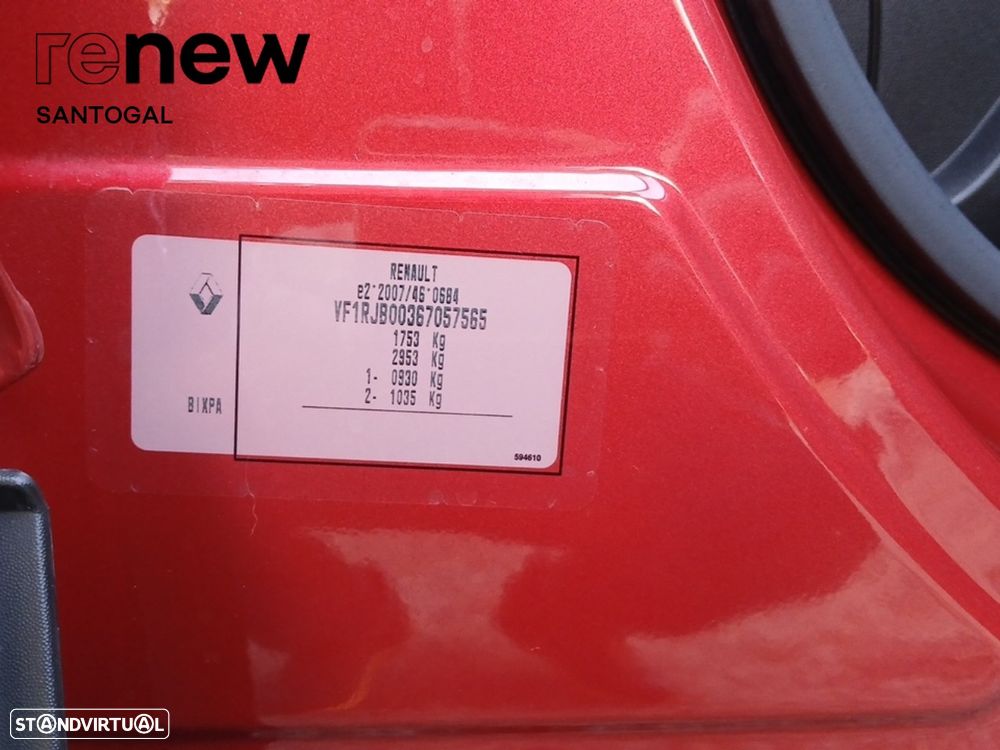 renew
SANTOGAL
RENAULT
e2*2007/46*0684
VF1RJB00367057565
1753 Kg
2953 Kg
1- 0930 Kg
2- 1035 Kg
BIXPA
594610
STANDVIRTUAL